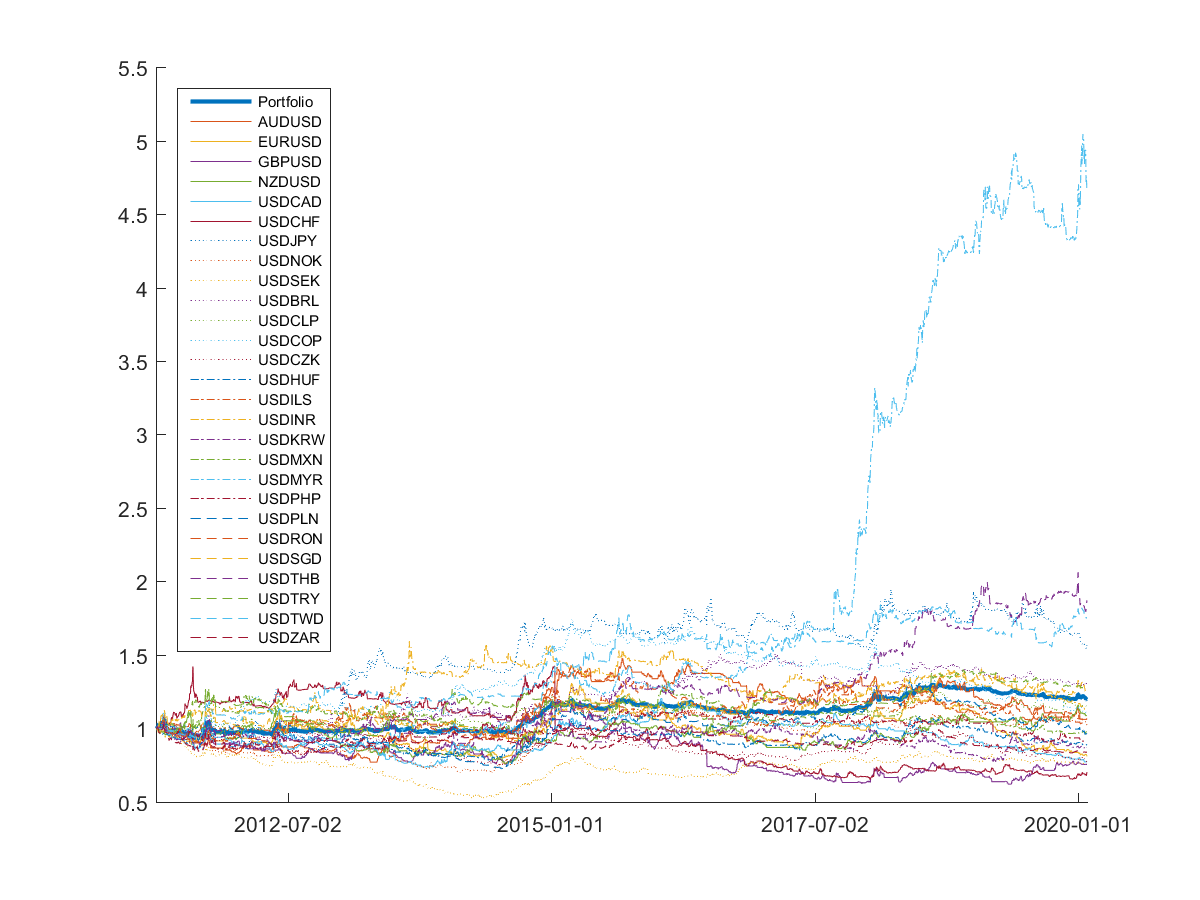 5.5
5
4.5
4
3.5
3
2.5
2
1.5
1
0.5
Portfolio
AUDUSD
EURUSD
GBPUSD
NZDUSD
USDCAD
USDCHF
USDJPY
USDNOK
USDSEK
USDBRL
USDCLP
USDCOP
USDCZK
USDHUF
USDILS
USDINR
USDKRW
USDMXN
USDMYR
USDPHP
USDPLN
USDRON
USDSGD
USDTHB
USDTRY
USDTWD
USDZAR
2012-07-02 2015-01-01 2017-07-02 2020-01-01